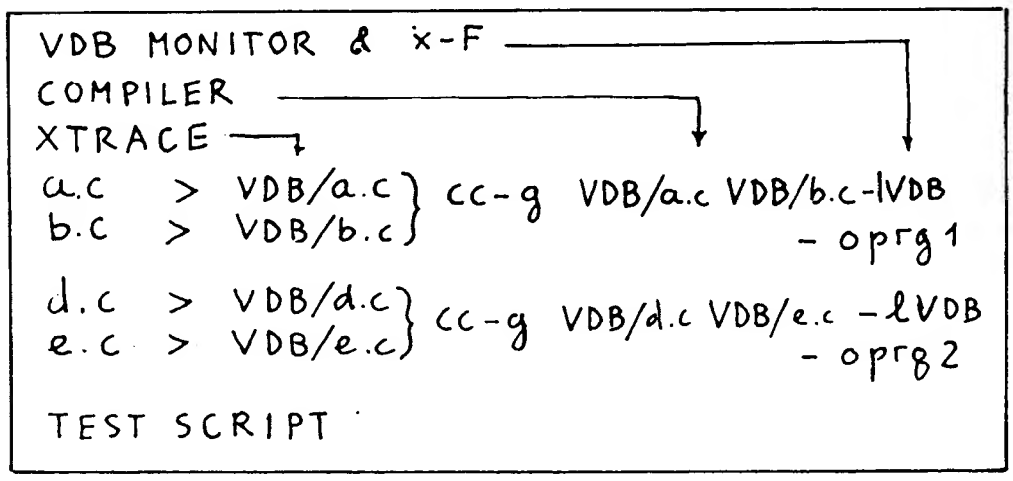 VDB MONITOR & X-F
COMPILER
XTRACE
a.c > VDB/a.c } cc-g VDB/a.c VDB/b.c-lVDB
b.c > VDB/b.c - oprg1
d.c > VDB/d.c } cc-g VDB/d.c VDB/e.c -lVDB
e.c > VDB/e.c - oprg2
TEST SCRIPT